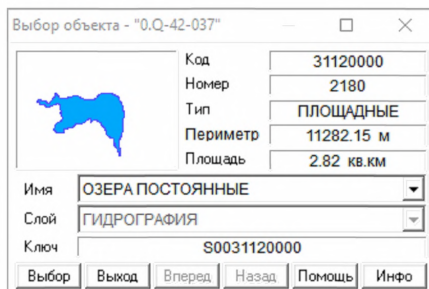 Выбор объекта - "0.Q-42-037"
Код 31120000
Номер 2180
Тип ПЛОЩАДНЫЕ
Периметр 11282.15 м
Площадь 2.82 кв.км
Имя ОЗЕРА ПОСТОЯННЫЕ
Слой ГИДРОГРАФИЯ
Ключ S0031120000
Выбор Выход Вперед Назад Помощь Инфо